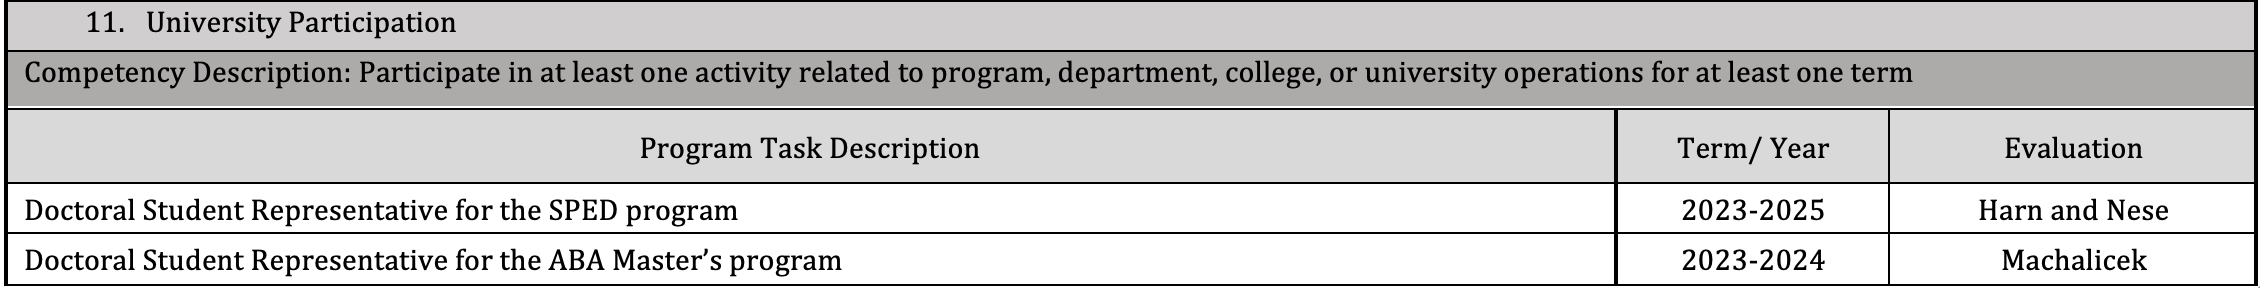 11. University Participation
Competency Description: Participate in at least one activity related to program, department, college, or university operations for at least one term
Program Task Description Term/ Year Evaluation
Doctoral Student Representative for the SPED program 2023-2025 Harn and Nese
Doctoral Student Representative for the ABA Master’s program 2023-2024 Machalicek